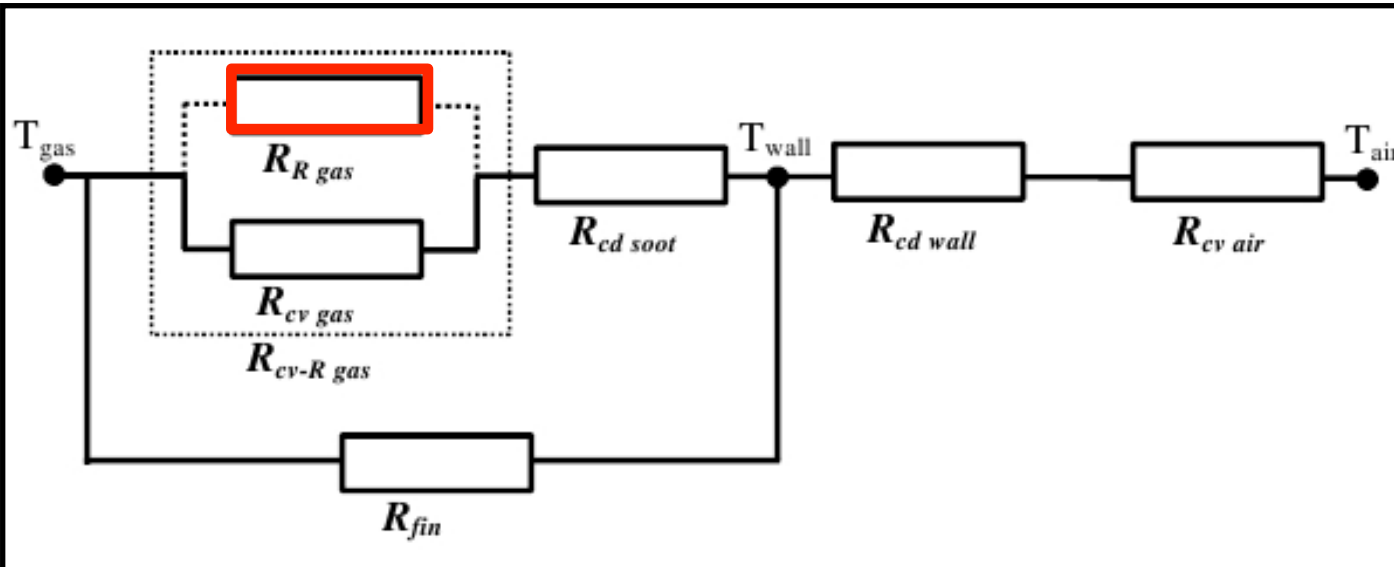 T gas
R R gas
R cv gas
R cv-R gas
R cd soot
T wall
R cd wall
R cv air
T air
R fin